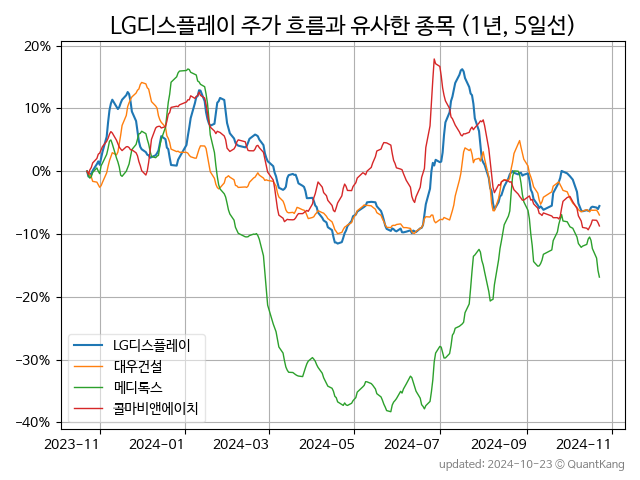 LG디스플레이 주가 흐름과 유사한 종목 (1년, 5일선)
20%
10%
0%
−10%
−20%
−30%
−40%
LG디스플레이
대우건설
메디톡스
콜마비앤에이치
2023-11 2024-01 2024-03 2024-05 2024-07 2024-09 2024-11
updated: 2024-10-23 © QuantKang